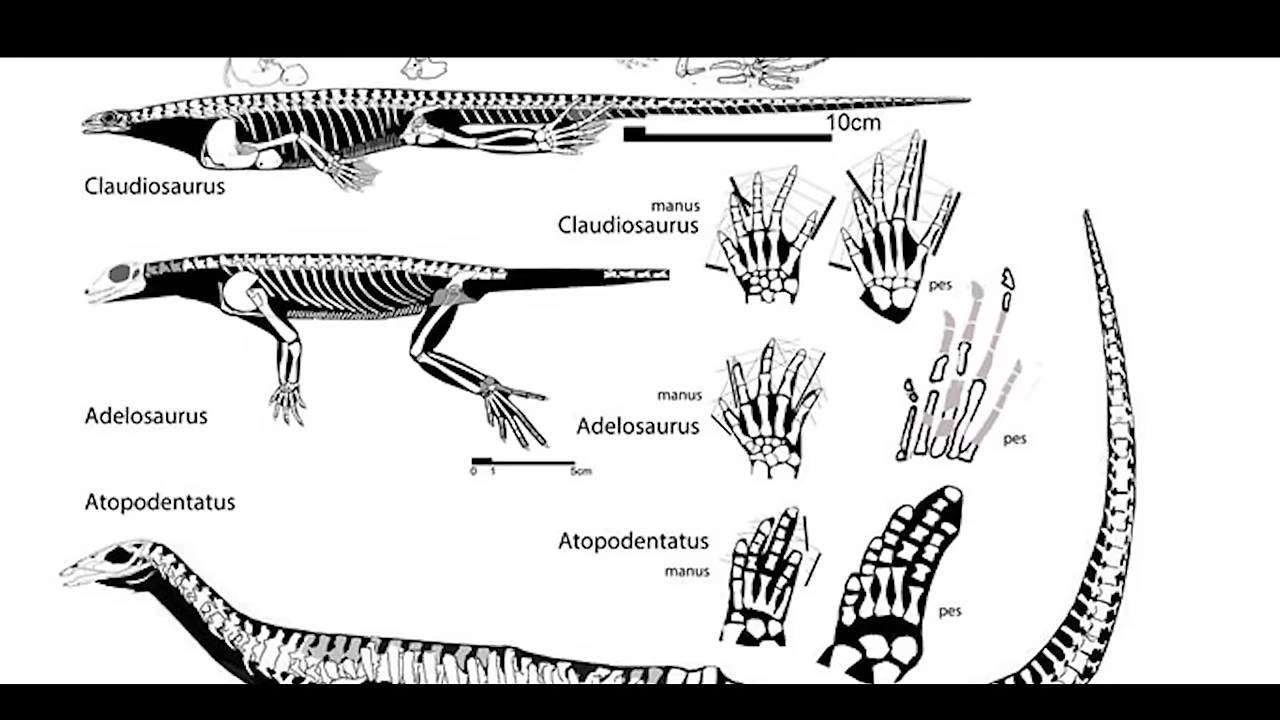 10cm
Claudiosaurus
manus
Claudiosaurus
pes
manus
Adelosaurus
Adelosaurus
pes
0 1 5cm
Atopodentatus
Atopodentatus
manus
pes